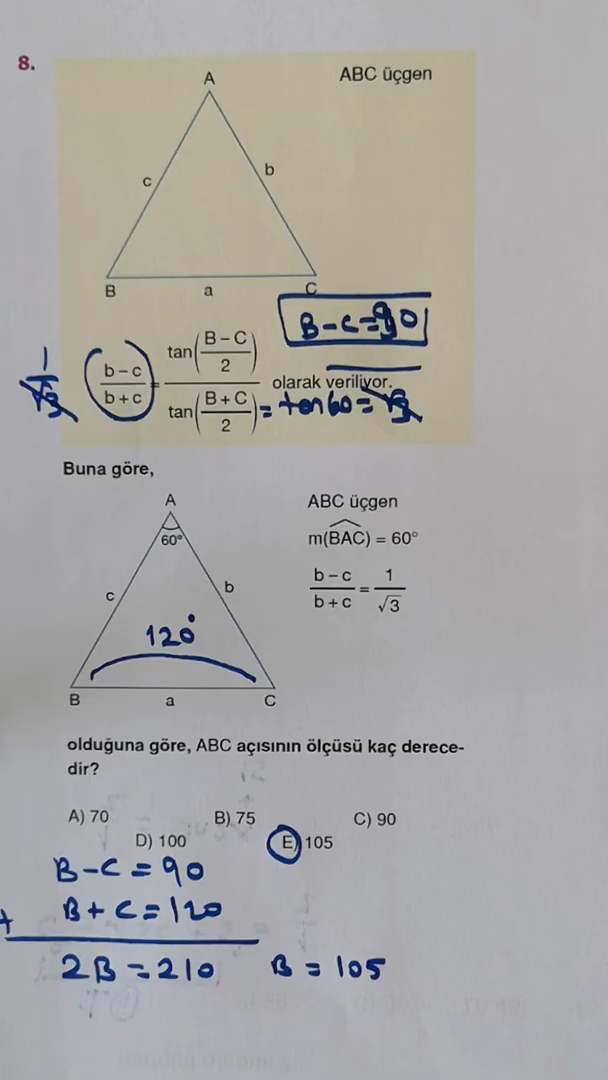 8.
ABC üçgen
A
c
b
B
a
C
B-C=90
1/√3
(b-c)/(b+c) = tan((B-C)/2) / tan((B+C)/2) = tan60=√3
olarak veriliyor.
Buna göre,
A
60°
ABC üçgen
m(BAC) = 60°
c
b
(b-c)/(b+c) = 1/√3
120°
B
a
C
olduğuna göre, ABC açısının ölçüsü kaç derece-
dir?
A) 70
B) 75
C) 90
D) 100
E) 105
B-C=90
+ B+C=120
2B=210
B=105